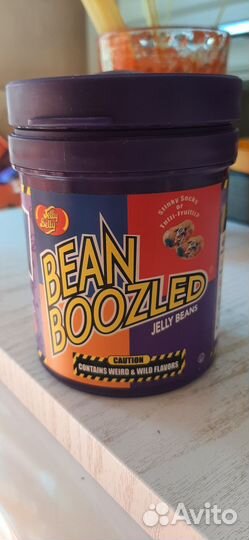 Jelly
Belly
Stinky Socks
or
Tutti-Fruitti
BEAN
BOOZLED
JELLY BEANS
CAUTION
CONTAINS WEIRD & WILD FLAVORS
Avito